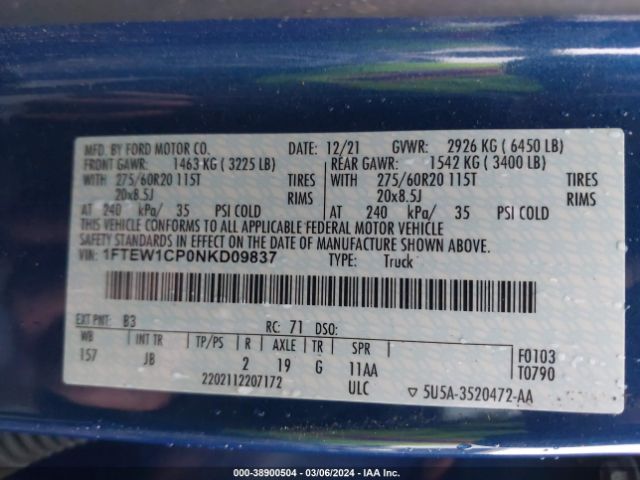 MFD. BY FORD MOTOR CO. DATE: 12/21 GVWR: 2926 KG ( 6450 LB)
FRONT GAWR: 1463 KG ( 3225 LB) REAR GAWR: 1542 KG ( 3400 LB)
WITH 275/60R20 115T TIRES WITH 275/60R20 115T TIRES
20x8.5J RIMS 20x8.5J RIMS
AT 240 kPa/ 35 PSI COLD AT 240 kPa/ 35 PSI COLD
THIS VEHICLE CONFORMS TO ALL APPLICABLE FEDERAL MOTOR VEHICLE
SAFETY STANDARDS IN EFFECT ON THE DATE OF MANUFACTURE SHOWN ABOVE.
VIN: 1FTEW1CP0NKD09837 TYPE: Truck
EXT PNT: B3 RC: 71 DSO:
WB INT TR TP/PS R AXLE TR SPR F0103
157 JB 2 19 G 11AA T0790
2202112207172 ULC ▽ 5U5A-3520472-AA
000-38900504 - 03/06/2024 - IAA Inc.